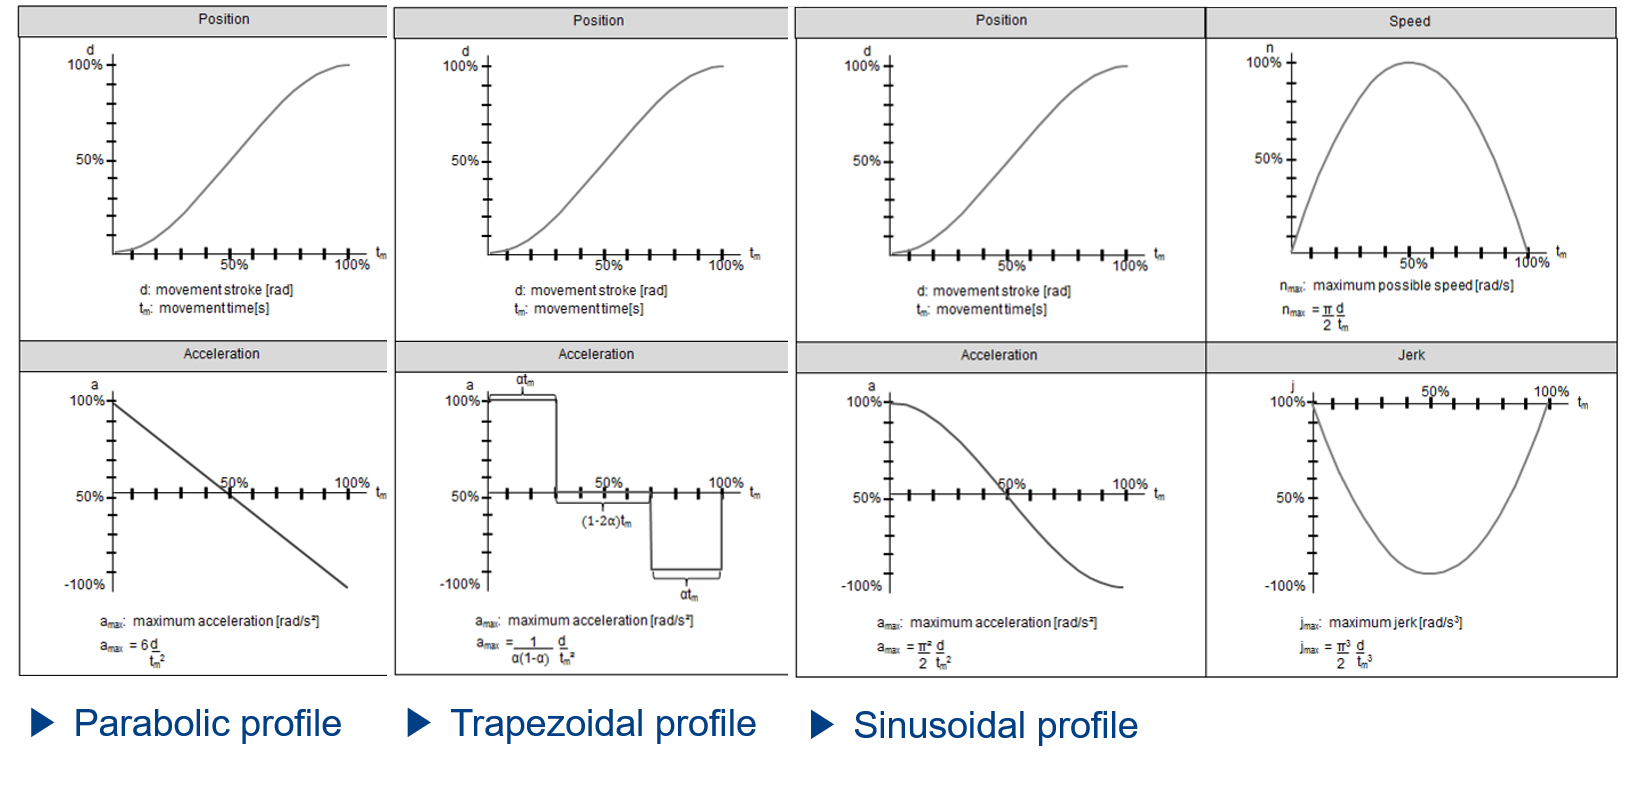 Position
d
100%
50%
50%
100%
tm
d: movement stroke [rad]
tm: movement time[s]
Acceleration
a
100%
50%
50%
100%
tm
-100%
amax: maximum acceleration [rad/s²]
amax = 6 d/tm²
Parabolic profile
Position
d
100%
50%
50%
100%
tm
d: movement stroke [rad]
tm: movement time[s]
Acceleration
a
αtm
100%
50%
50%
100%
tm
(1-2α)tm
-100%
αtm
amax: maximum acceleration [rad/s²]
amax = 1/α(1-α) d/tm²
Trapezoidal profile
Position
d
100%
50%
50%
100%
tm
d: movement stroke [rad]
tm: movement time[s]
Speed
n
100%
50%
50%
100%
tm
nmax: maximum possible speed [rad/s]
nmax = π/2 d/tm
Acceleration
a
100%
50%
50%
100%
tm
-100%
amax: maximum acceleration [rad/s²]
amax = π²/2 d/tm²
Jerk
j
100%
50%
100%
tm
50%
-100%
jmax: maximum jerk [rad/s³]
jmax = π³/2 d/tm³
Sinusoidal profile